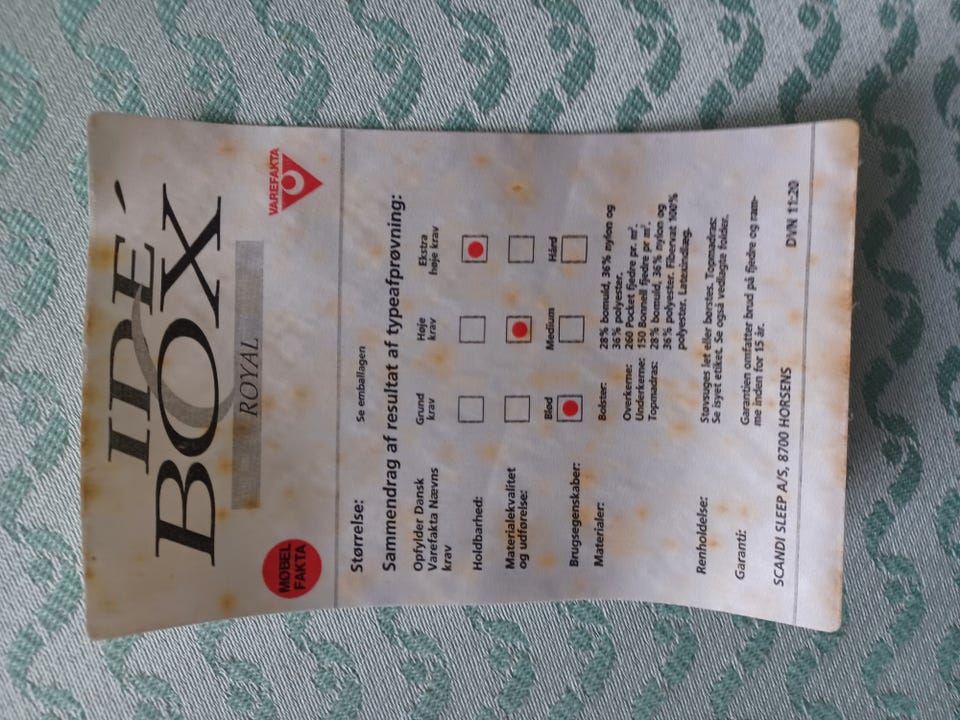 IDÉ
BOX
ROYAL
MØBEL
FAKTA
VAREFAKTA
Størrelse: Se emballagen
Sammendrag af resultat af typeafprøvning:
Opfylder Dansk Varefakta Nævns krav
Grund krav
Høje krav
Ekstra høje krav
Holdbarhed:
Materialekvalitet
og udførelse:
Blød Medium Hård
Brugsegenskaber:
Materialer: Bolster: 28% bomuld, 36% nylon og
36% polyester.
Overkerne: 260 Pocket fjedre pr. m².
Underkerne: 150 Bonnell fjedre pr m².
Topmadras: 28% bomuld, 36% nylon og
36% polyester. Fibervat 100%
polyester. Latexindlæg.
Renholdelse: Støvsuges let eller børstes. Topmadras:
Se isyet etiket. Se også vedlagte folder.
Garanti: Garantien omfatter brud på fjedre og ram-
me inden for 15 år.
SCANDI SLEEP A/S, 8700 HORSENS DVN 11:20